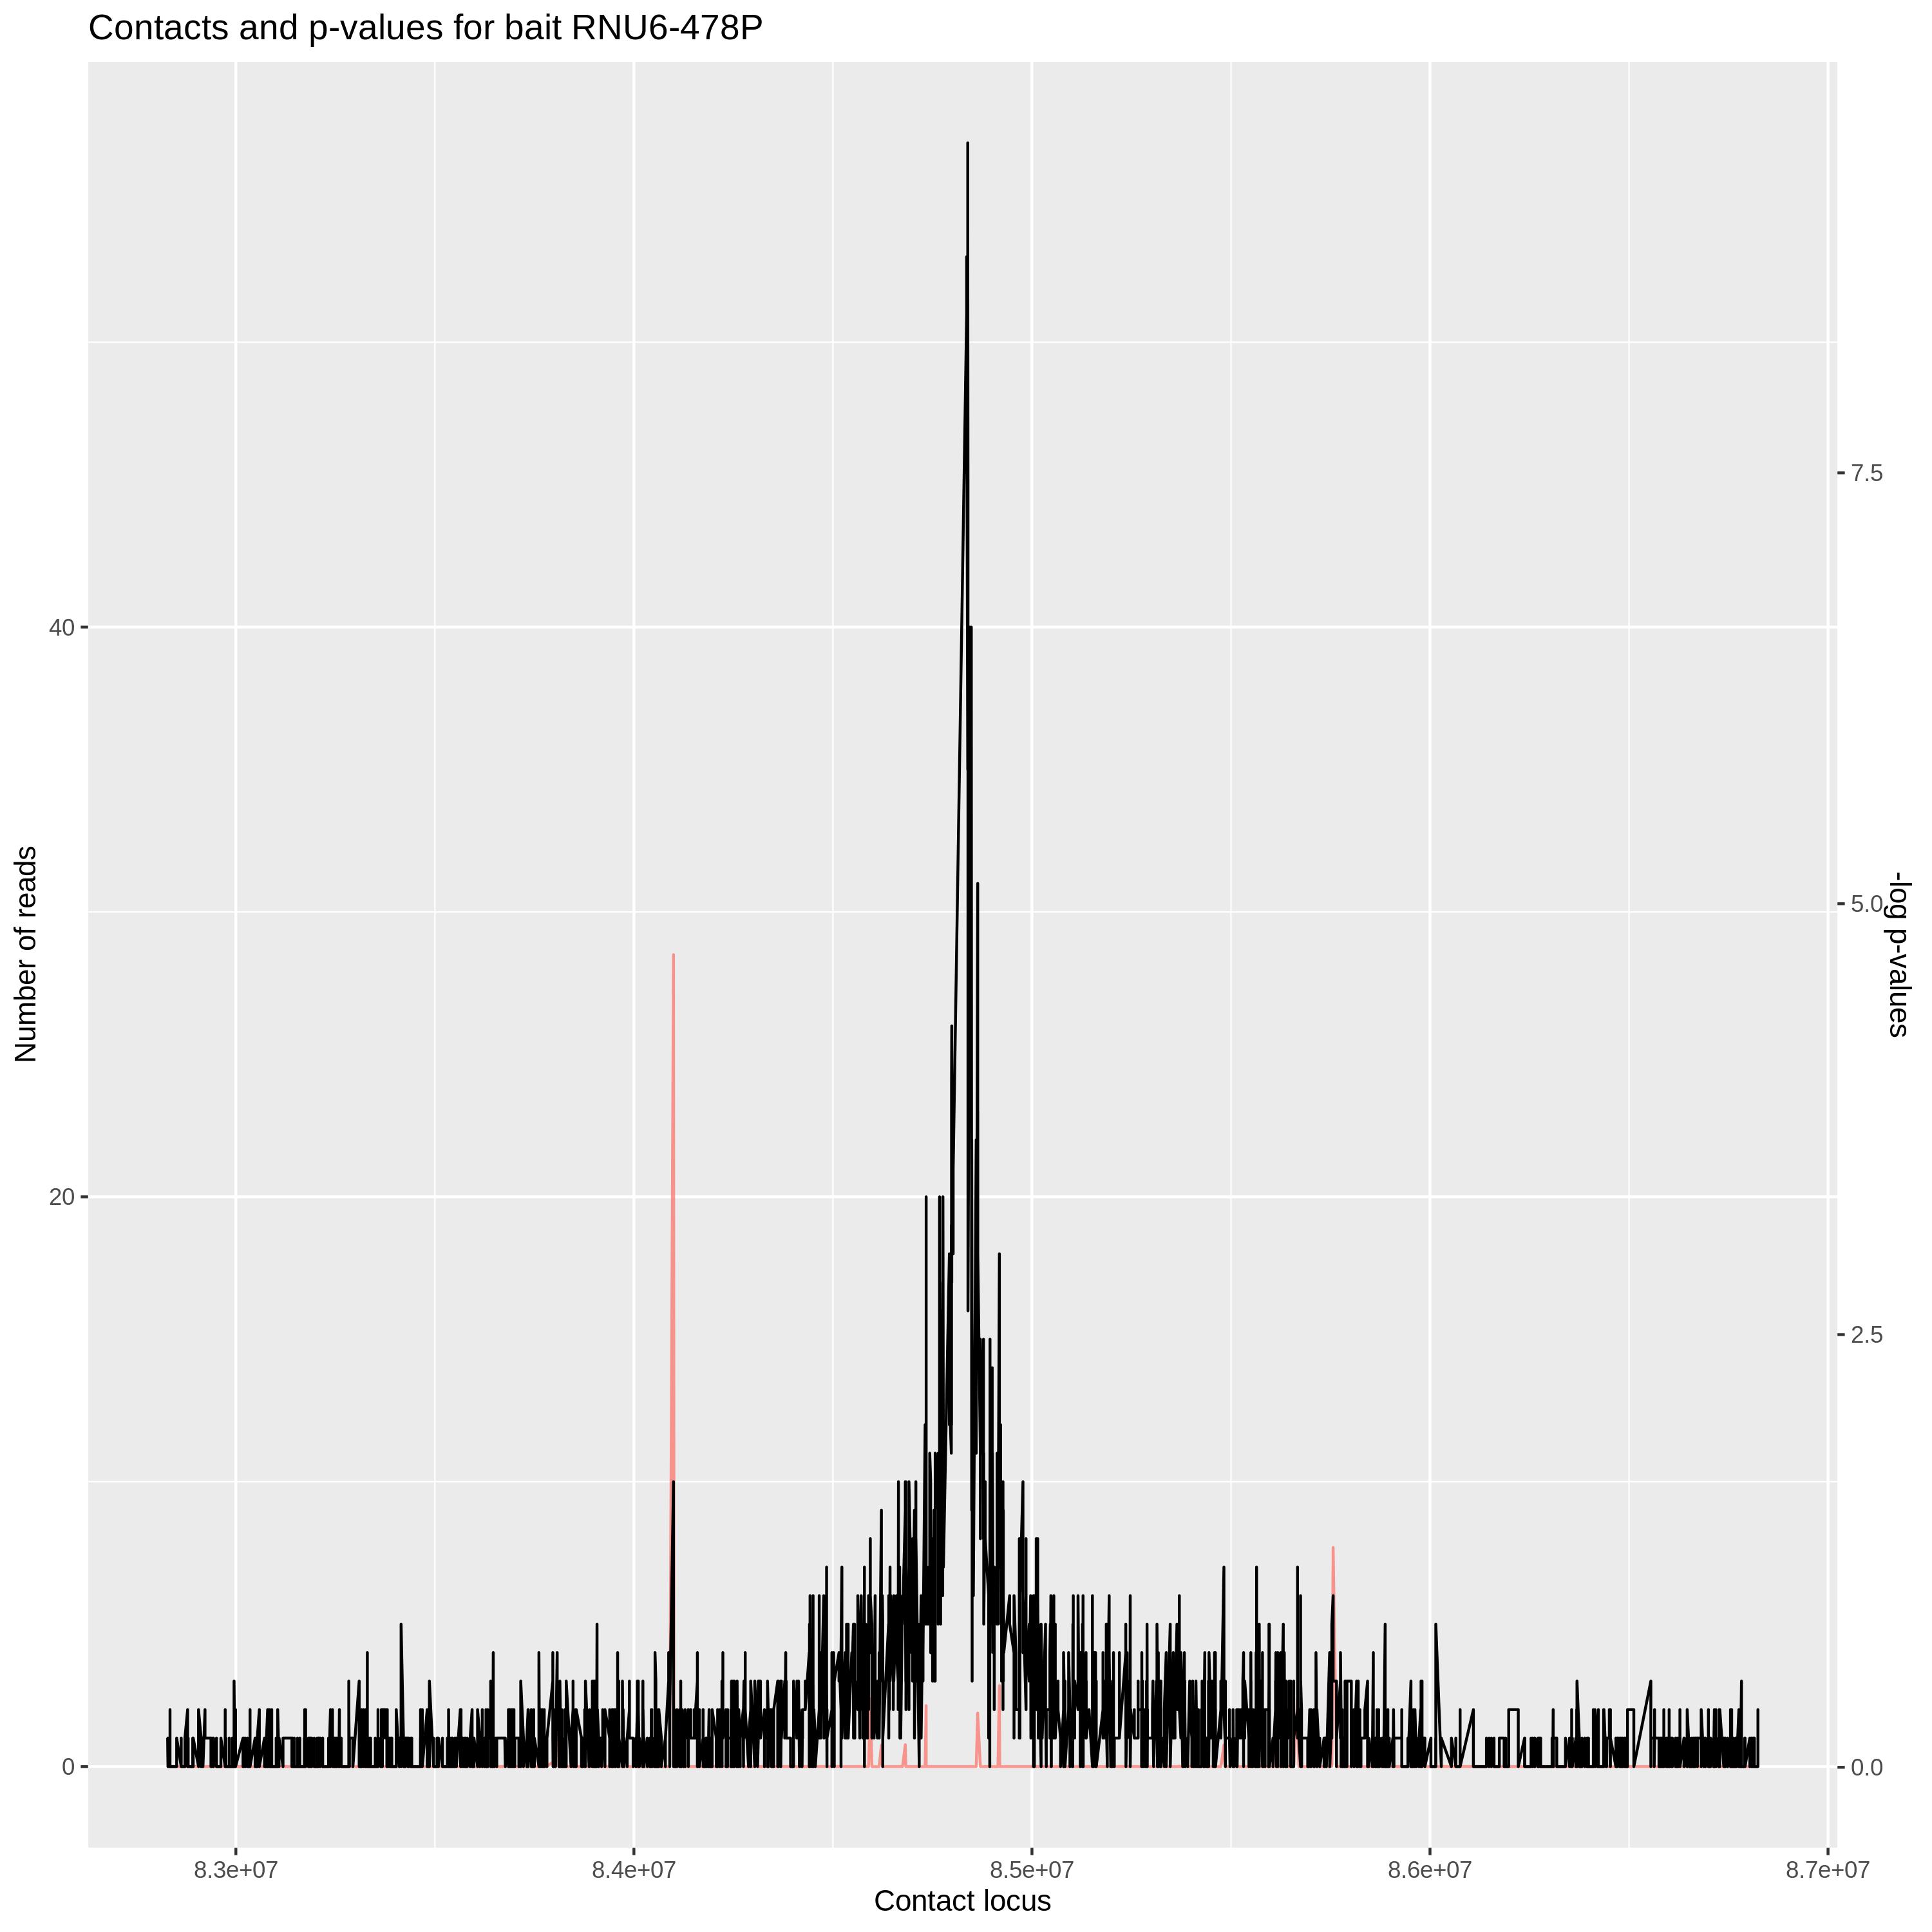 Contacts and p-values for bait RNU6-478P
Number of reads
40
20
0
7.5
5.0
2.5
0.0
-log p-values
8.3e+07
8.4e+07
8.5e+07
8.6e+07
8.7e+07
Contact locus